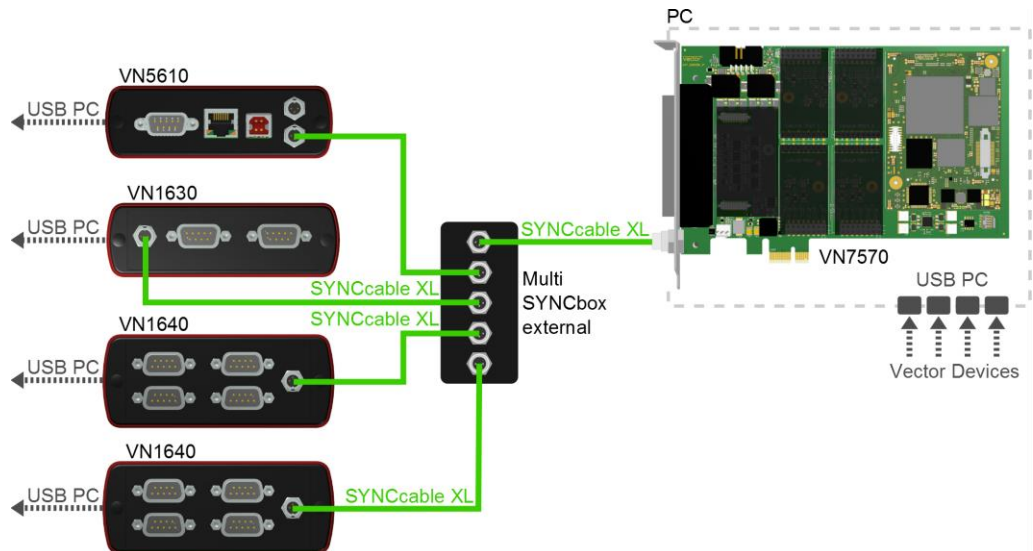 PC
VN5610
USB PC
VN1630
USB PC
SYNCcable XL
VN7570
SYNCcable XL
Multi
SYNCbox
external
SYNCcable XL
USB PC
Vector Devices
VN1640
USB PC
VN1640
USB PC
SYNCcable XL